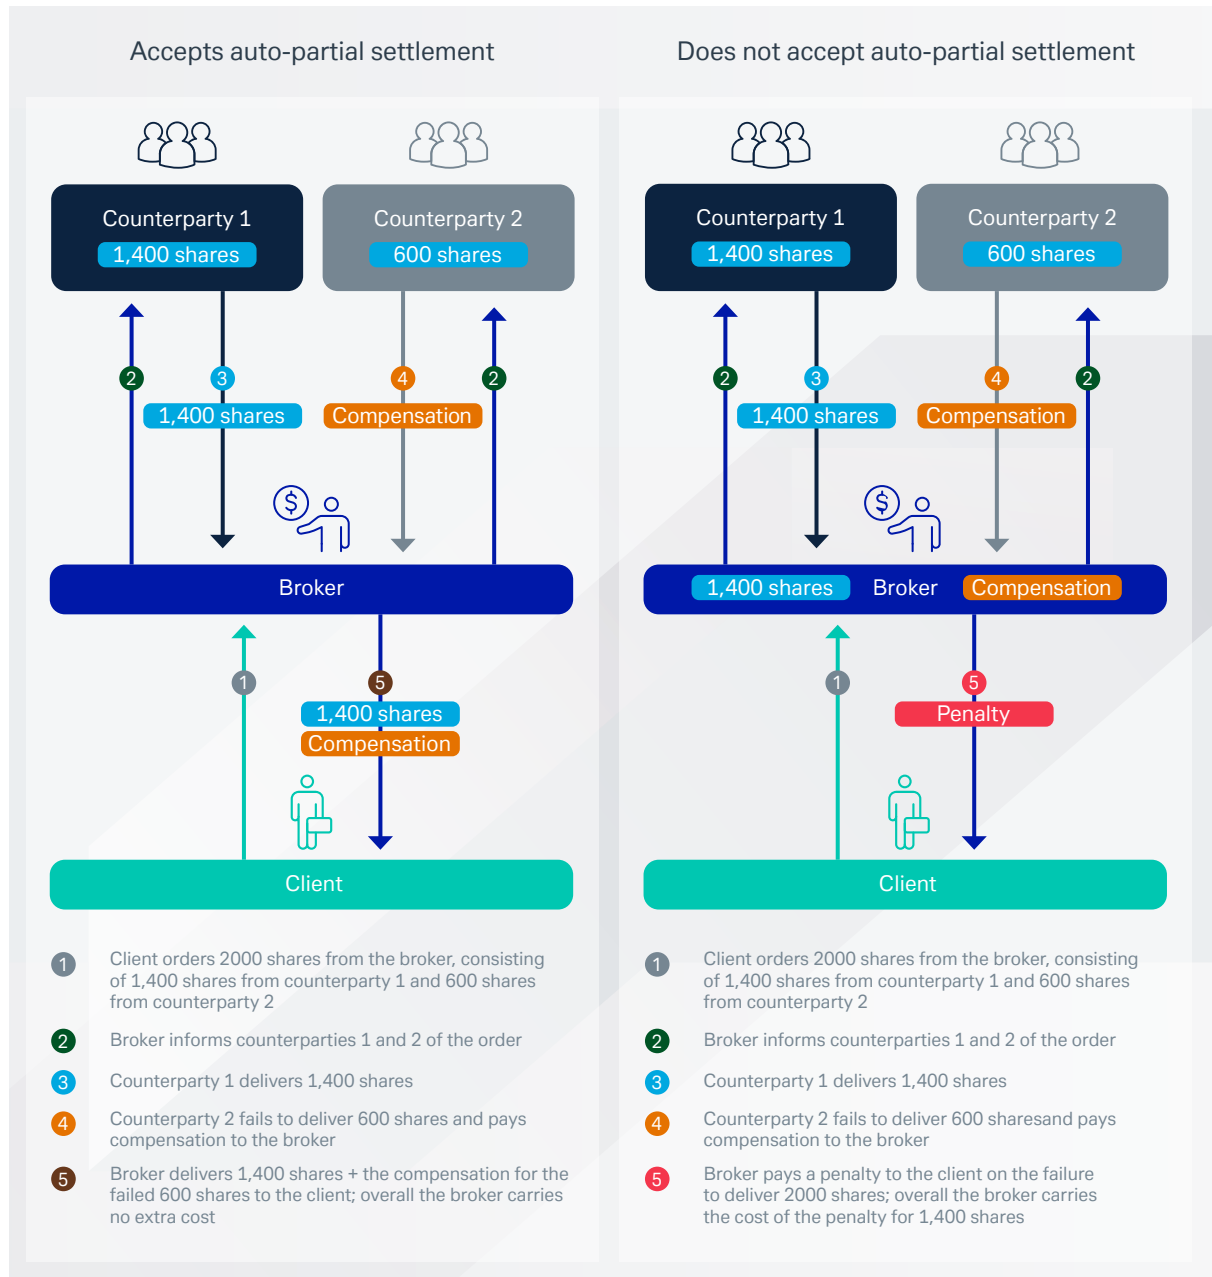 Accepts auto-partial settlement
Counterparty 1
1,400 shares
Counterparty 2
600 shares
2
3
4
2
1,400 shares
Compensation
$
Broker
1
5
1,400 shares
Compensation
Client
1
Client orders 2000 shares from the broker, consisting
of 1,400 shares from counterparty 1 and 600 shares
from counterparty 2
2
Broker informs counterparties 1 and 2 of the order
3
Counterparty 1 delivers 1,400 shares
4
Counterparty 2 fails to deliver 600 shares and pays
compensation to the broker
5
Broker delivers 1,400 shares + the compensation for the
failed 600 shares to the client; overall the broker carries
no extra cost
Does not accept auto-partial settlement
Counterparty 1
1,400 shares
Counterparty 2
600 shares
2
3
4
2
1,400 shares
Compensation
$
1,400 shares
Broker
Compensation
1
5
Penalty
Client
1
Client orders 2000 shares from the broker, consisting
of 1,400 shares from counterparty 1 and 600 shares
from counterparty 2
2
Broker informs counterparties 1 and 2 of the order
3
Counterparty 1 delivers 1,400 shares
4
Counterparty 2 fails to deliver 600 sharesand pays
compensation to the broker
5
Broker pays a penalty to the client on the failure
to deliver 2000 shares; overall the broker carries
the cost of the penalty for 1,400 shares